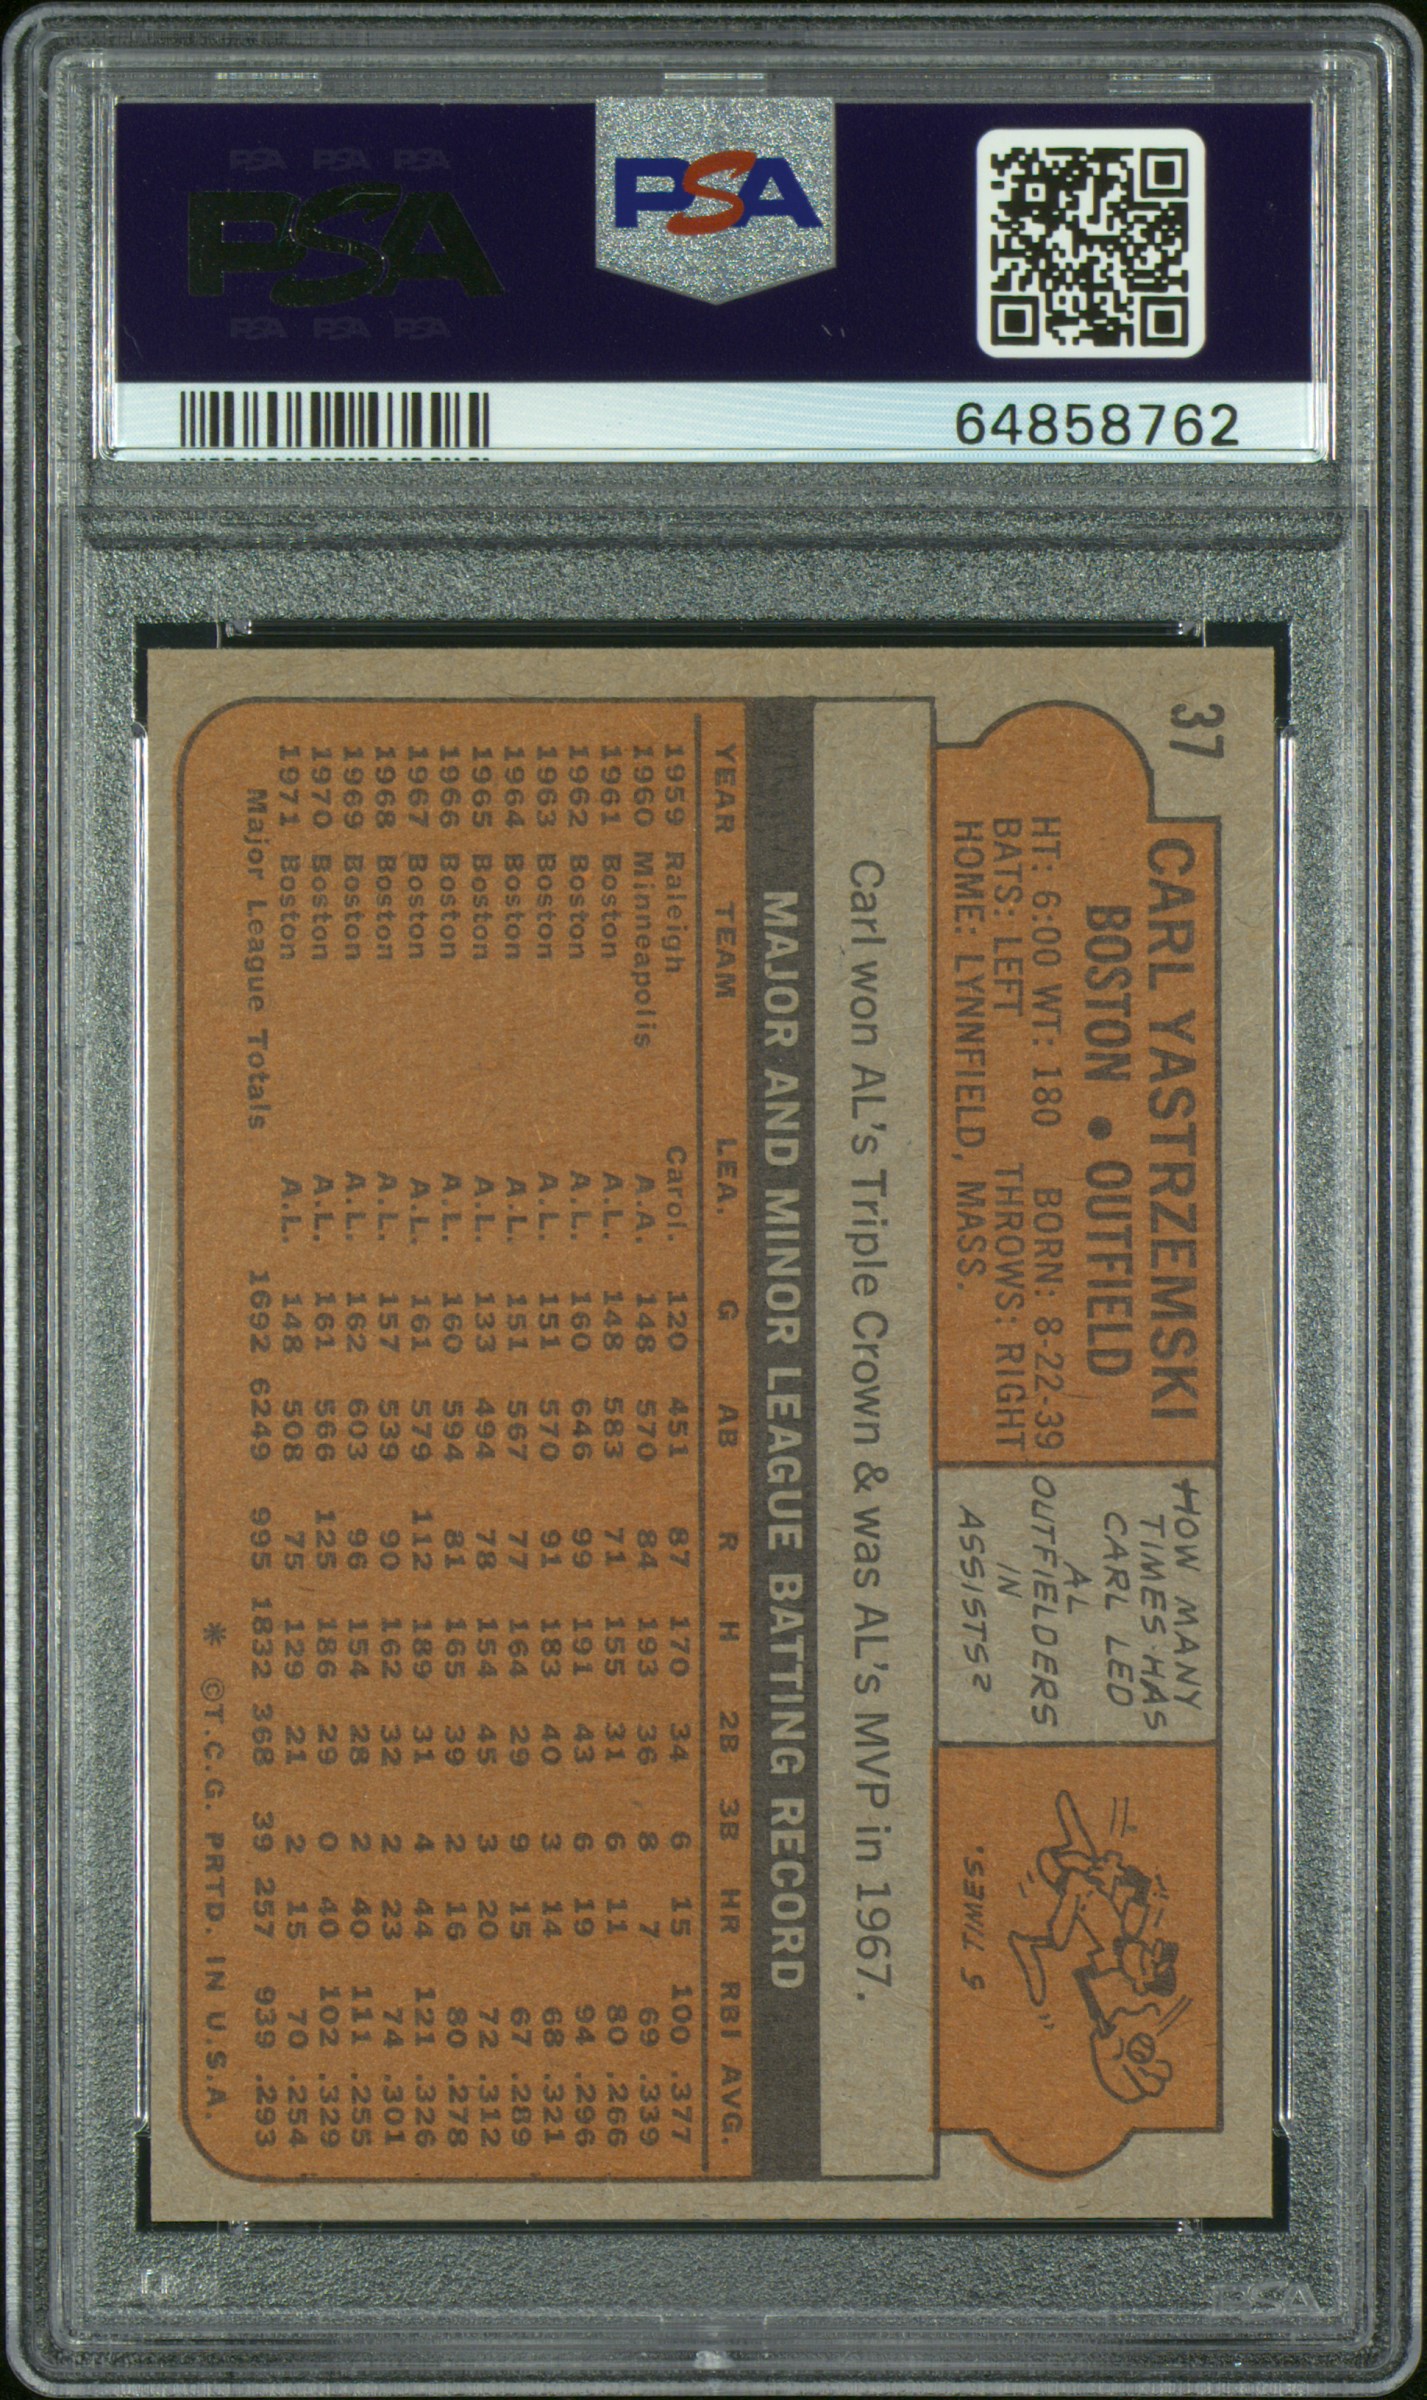 PSA PSA PSA
PSA
PSA PSA PSA
PSA
64858762
37
CARL YASTRZEMSKI
BOSTON ● OUTFIELD
HT: 6:00 WT: 180 BORN: 8-22-39
BATS: LEFT THROWS: RIGHT
HOME: LYNNFIELD, MASS.
HOW MANY
TIMES HAS
CARL LED
AL
OUTFIELDERS
IN
ASSISTS?
5 TIMES.
Carl won AL's Triple Crown & was AL's MVP in 1967.
MAJOR AND MINOR LEAGUE BATTING RECORD
YEAR TEAM LEA. G AB R H 2B 3B HR RBI AVG.
1959 Raleigh Carol. 120 451 87 170 34 6 15 100 .377
1960 Minneapolis A.A. 148 570 84 193 36 8 7 69 .339
1961 Boston A.L. 148 583 71 155 31 6 11 80 .266
1962 Boston A.L. 160 646 99 191 43 6 19 94 .296
1963 Boston A.L. 151 570 91 183 40 3 14 68 .321
1964 Boston A.L. 151 567 77 164 29 9 15 67 .289
1965 Boston A.L. 133 494 78 154 45 3 20 72 .312
1966 Boston A.L. 160 594 81 165 39 2 16 80 .278
1967 Boston A.L. 161 579 112 189 31 4 44 121 .326
1968 Boston A.L. 157 539 90 162 32 2 23 74 .301
1969 Boston A.L. 162 603 96 154 28 2 40 111 .255
1970 Boston A.L. 161 566 125 186 29 0 40 102 .329
1971 Boston A.L. 148 508 75 129 21 2 15 70 .254
Major League Totals 1692 6249 995 1832 368 39 257 939 .293
* ©T.C.G. PRTD. IN U.S.A.
PSA